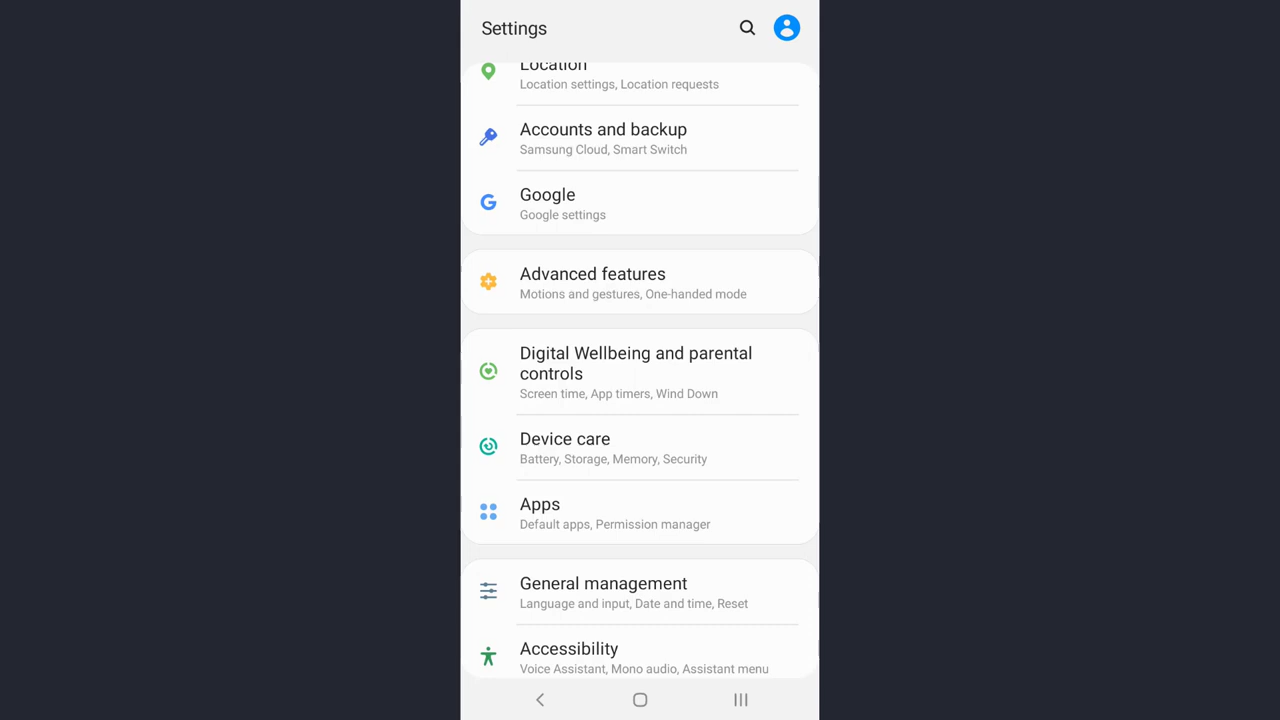 Settings
Location
Location settings, Location requests
Accounts and backup
Samsung Cloud, Smart Switch
Google
Google settings
Advanced features
Motions and gestures, One-handed mode
Digital Wellbeing and parental
controls
Screen time, App timers, Wind Down
Device care
Battery, Storage, Memory, Security
Apps
Default apps, Permission manager
General management
Language and input, Date and time, Reset
Accessibility
Voice Assistant, Mono audio, Assistant menu